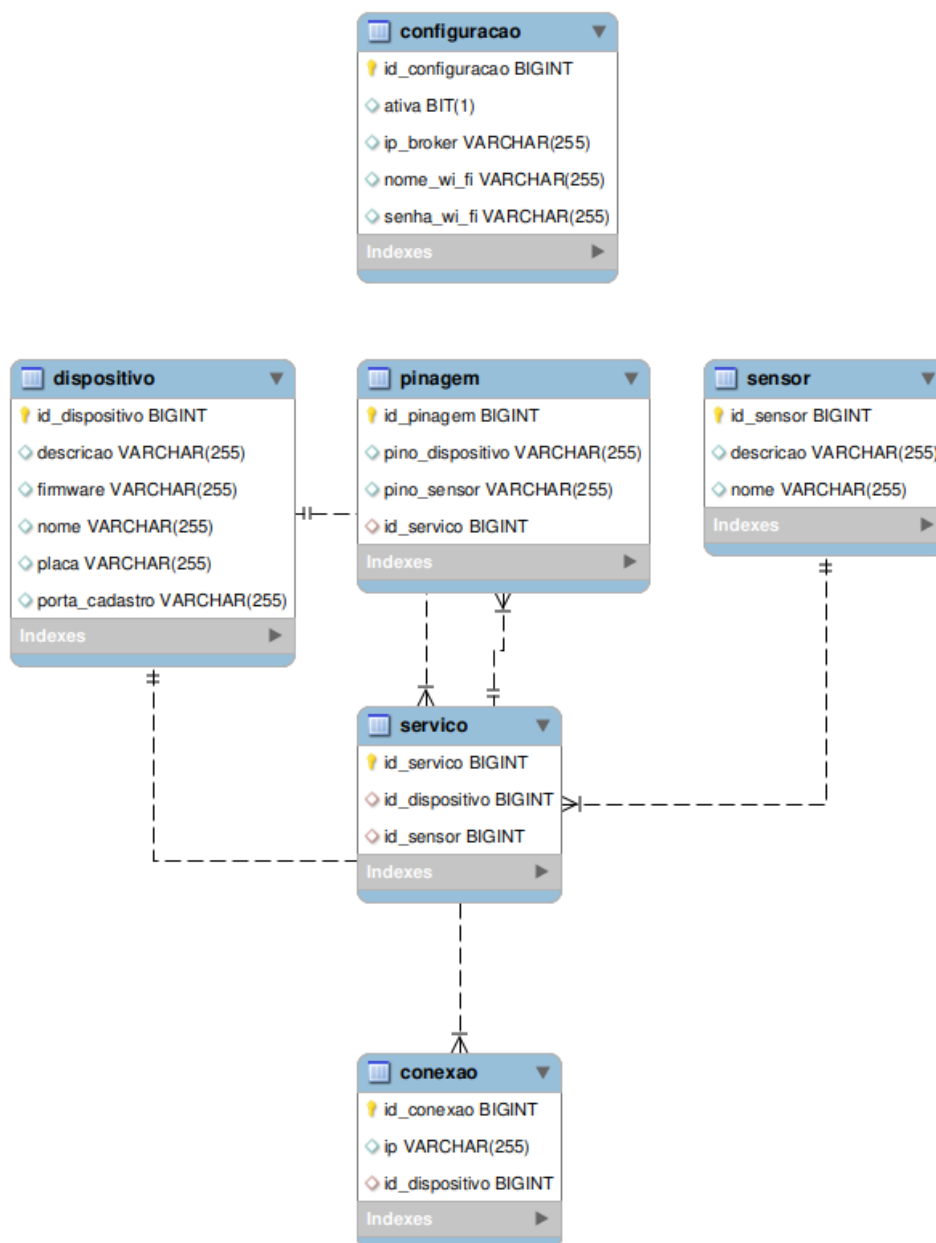 configuracao
id_configuracao BIGINT
ativa BIT(1)
ip_broker VARCHAR(255)
nome_wi_fi VARCHAR(255)
senha_wi_fi VARCHAR(255)
Indexes
dispositivo
id_dispositivo BIGINT
descricao VARCHAR(255)
firmware VARCHAR(255)
nome VARCHAR(255)
placa VARCHAR(255)
porta_cadastro VARCHAR(255)
Indexes
pinagem
id_pinagem BIGINT
pino_dispositivo VARCHAR(255)
pino_sensor VARCHAR(255)
id_servico BIGINT
Indexes
sensor
id_sensor BIGINT
descricao VARCHAR(255)
nome VARCHAR(255)
Indexes
servico
id_servico BIGINT
id_dispositivo BIGINT
id_sensor BIGINT
Indexes
conexao
id_conexao BIGINT
ip VARCHAR(255)
id_dispositivo BIGINT
Indexes